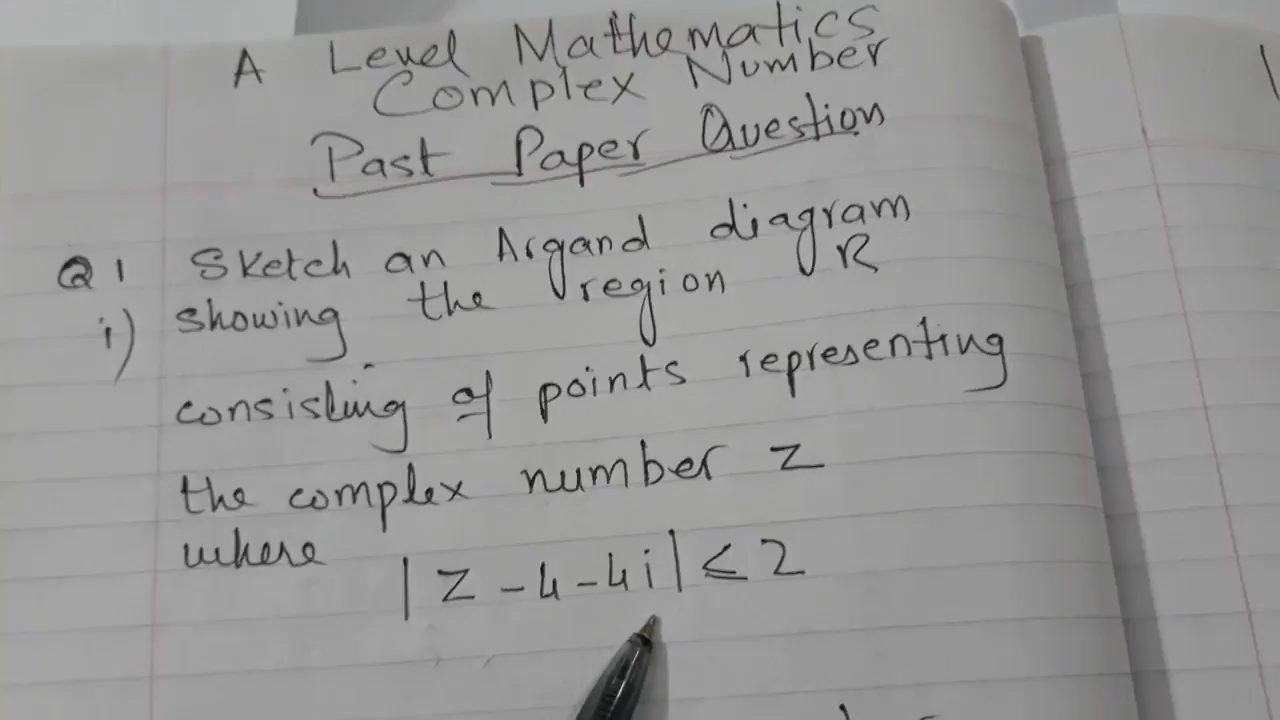 A Level Mathematics
Complex Number
Past Paper Question
Q1 Sketch an Argand diagram
i) showing the region R
consisting of points representing
the complex number z
where |z-4-4i| ≤ 2